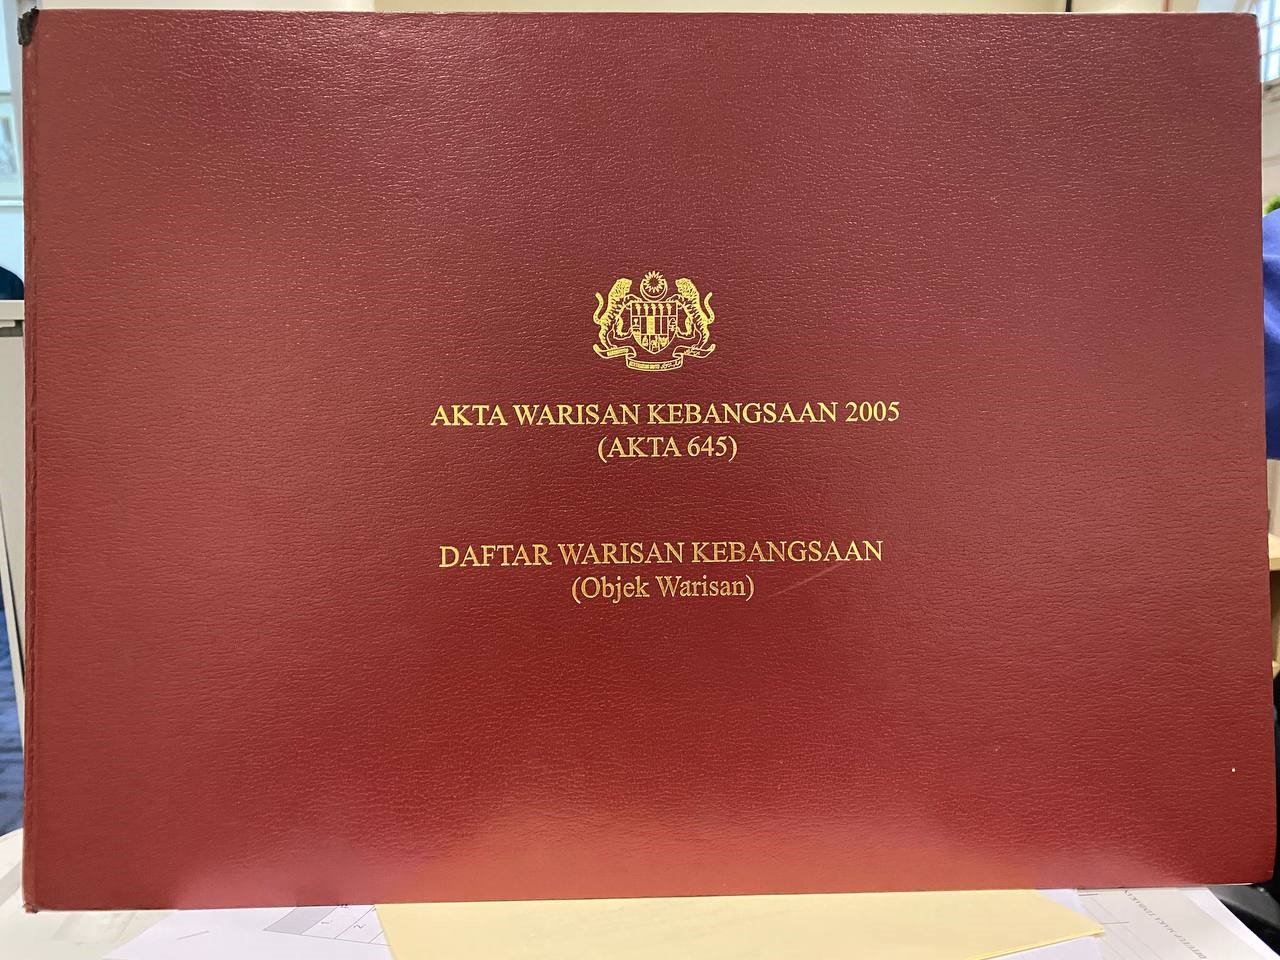 AKTA WARISAN KEBANGSAAN 2005
(AKTA 645)
DAFTAR WARISAN KEBANGSAAN
(Objek Warisan)